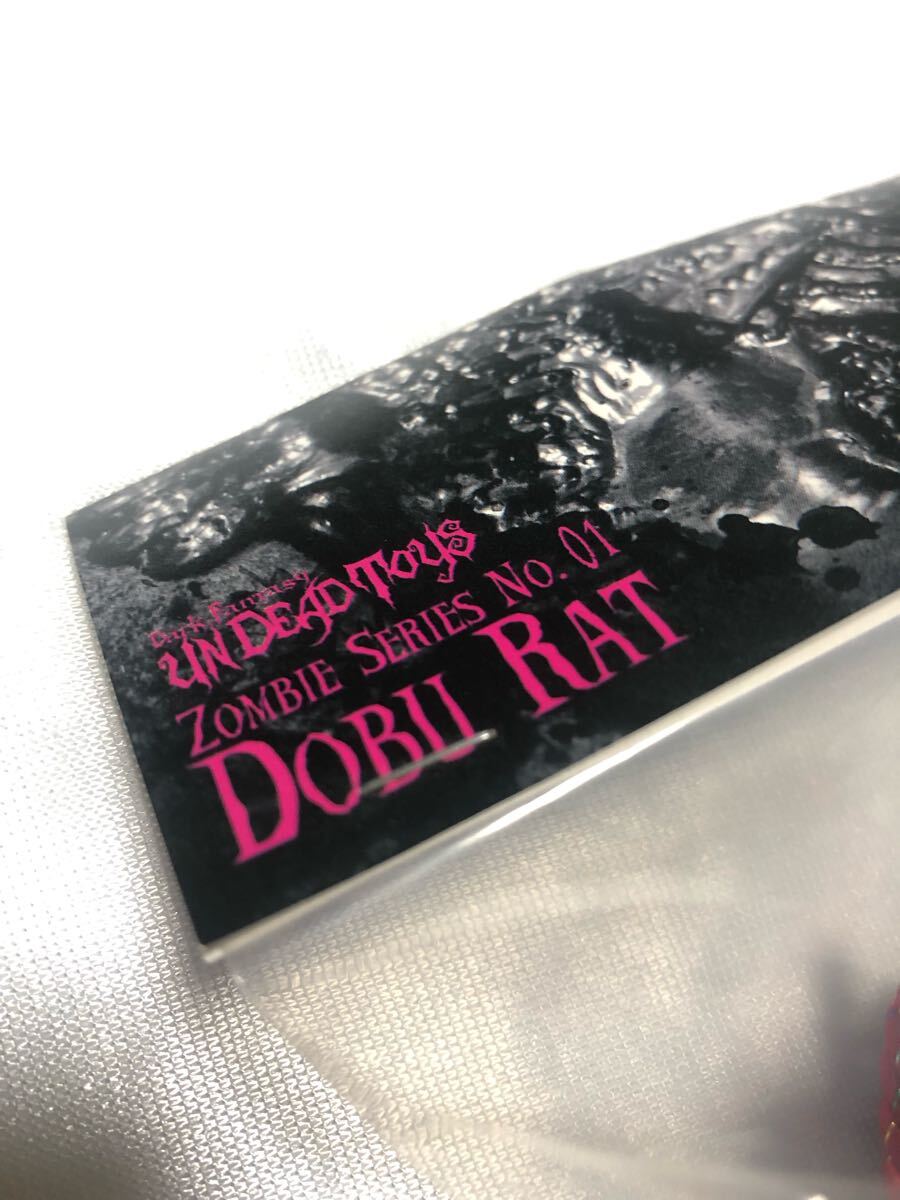 Dark Fantasy
UNDEAD TOYS
ZOMBIE SERIES NO. 01
DOBU RAT